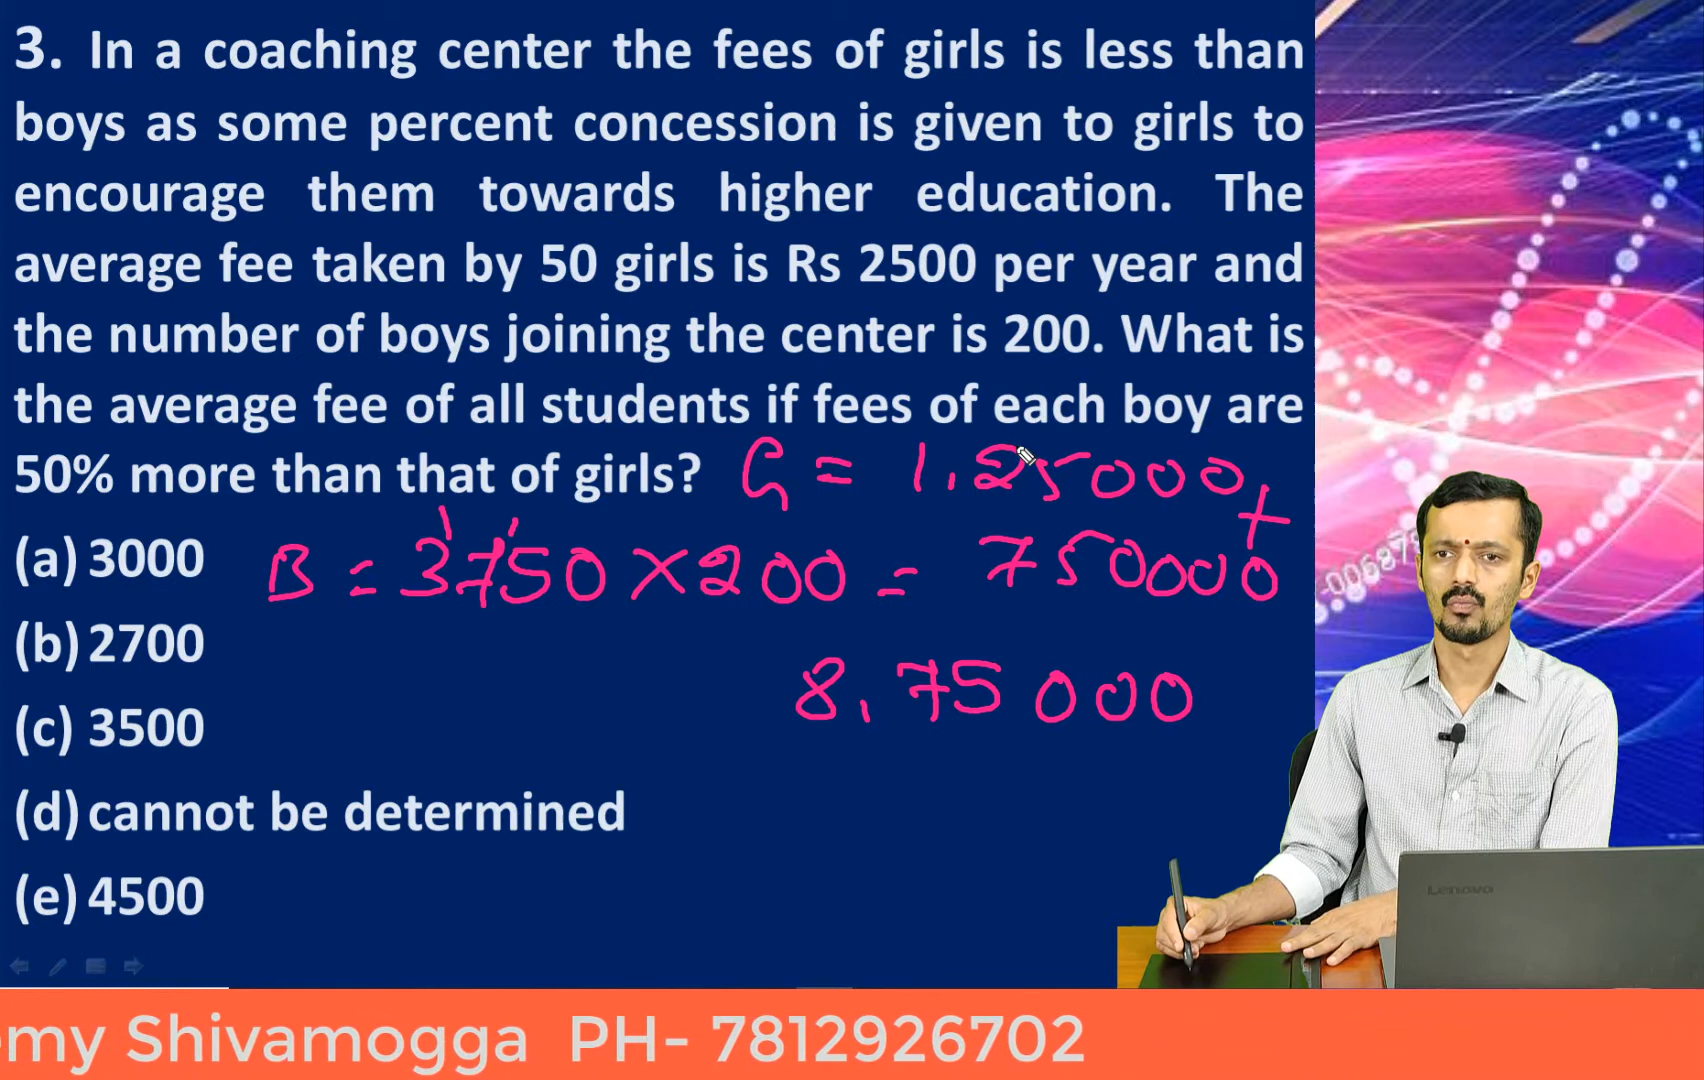 3. In a coaching center the fees of girls is less than
boys as some percent concession is given to girls to
encourage them towards higher education. The
average fee taken by 50 girls is Rs 2500 per year and
the number of boys joining the center is 200. What is
the average fee of all students if fees of each boy are
50% more than that of girls? G = 1,25000 +
(a) 3000 B = 3750 × 200 = 750000
(b) 2700
8,75000
(c) 3500
(d) cannot be determined
(e) 4500
Lenovo
my Shivamogga PH- 7812926702